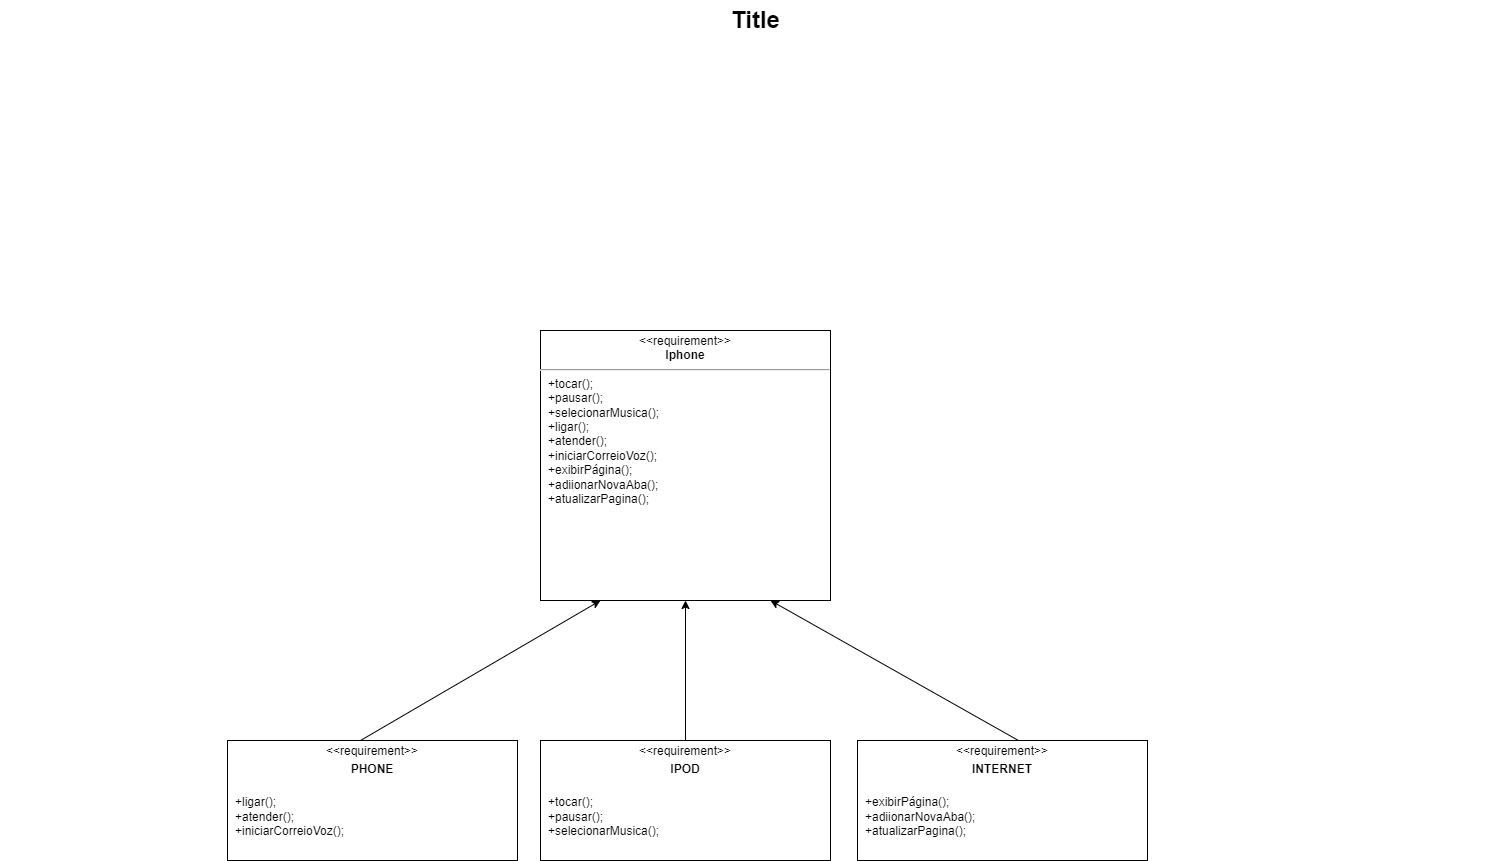 Title
<<requirement>>
Iphone
+tocar();
+pausar();
+selecionarMusica();
+ligar();
+atender();
+iniciarCorreioVoz();
+exibirPágina();
+adiionarNovaAba();
+atualizarPagina();
<<requirement>>
PHONE
+ligar();
+atender();
+iniciarCorreioVoz();
<<requirement>>
IPOD
+tocar();
+pausar();
+selecionarMusica();
<<requirement>>
INTERNET
+exibirPágina();
+adiionarNovaAba();
+atualizarPagina();